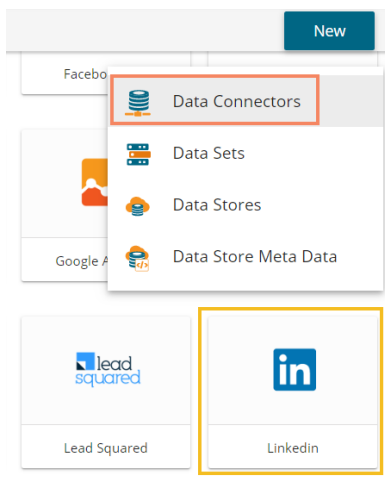 New
Facebo
Data Connectors
Data Sets
Data Stores
Google A
Data Store Meta Data
lead
squared
in
Lead Squared
Linkedin